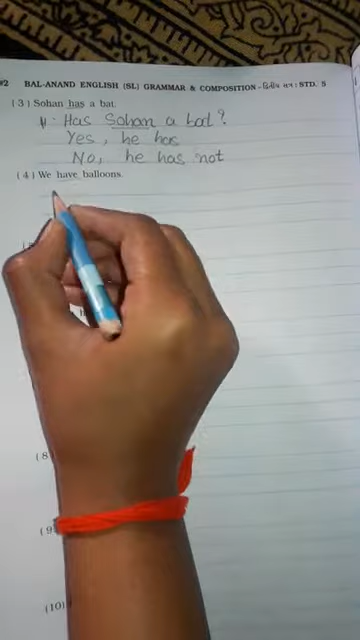 #2 BAL-ANAND ENGLISH (SL) GRAMMAR & COMPOSITION - द्वितीय सत्र : STD. 5
( 3 ) Sohan has a bat.
Has Sohan a bat?
Yes, he has
No, he has not
( 4 ) We have balloons.
( 8
( 9
(10)